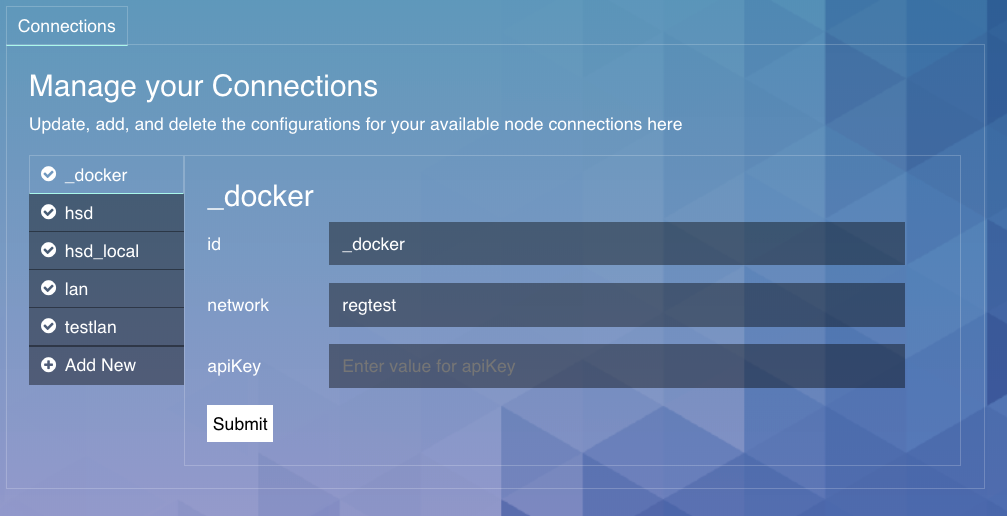 Connections
Manage your Connections
Update, add, and delete the configurations for your available node connections here
_docker
hsd
hsd_local
lan
testlan
Add New
_docker
id
_docker
network
regtest
apiKey
Enter value for apiKey
Submit